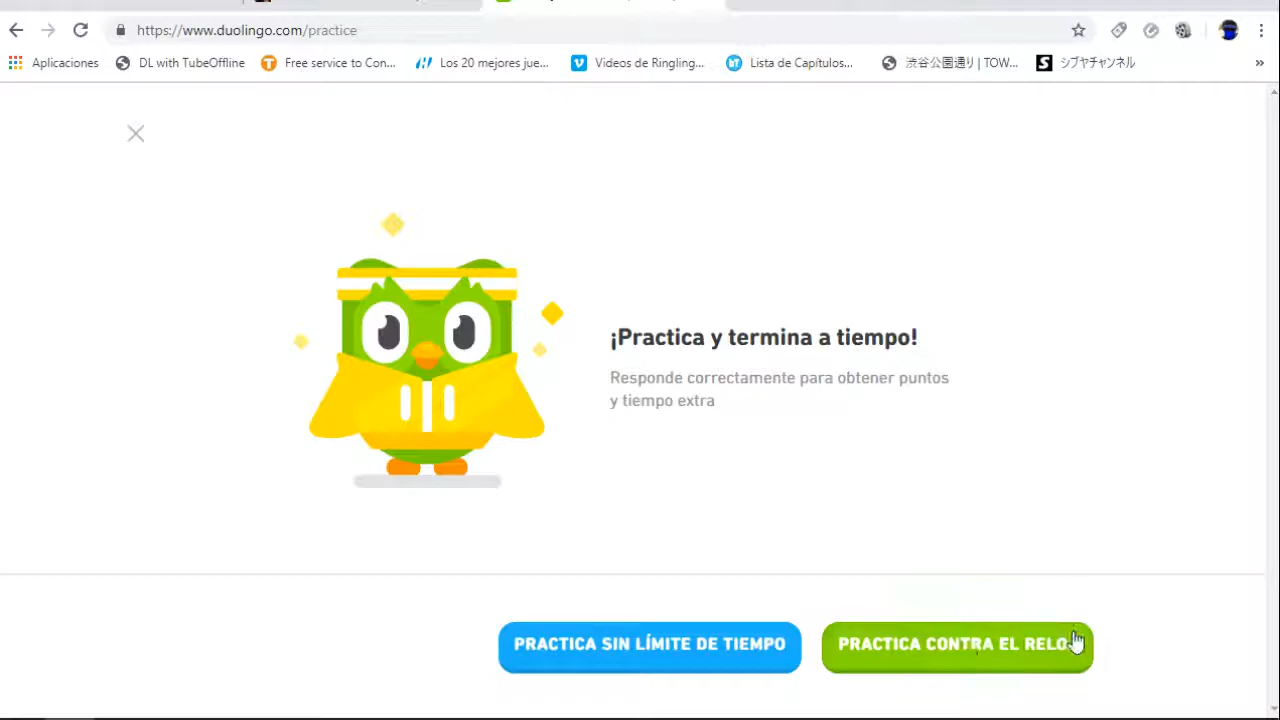 https://www.duolingo.com/practice
Aplicaciones
DL with TubeOffline
Free service to Con...
Los 20 mejores jue...
Videos de Ringling...
Lista de Capítulos...
渋谷公園通り | TOW...
シブヤチャンネル
»
¡Practica y termina a tiempo!
Responde correctamente para obtener puntos
y tiempo extra
PRACTICA SIN LÍMITE DE TIEMPO
PRACTICA CONTRA EL RELO